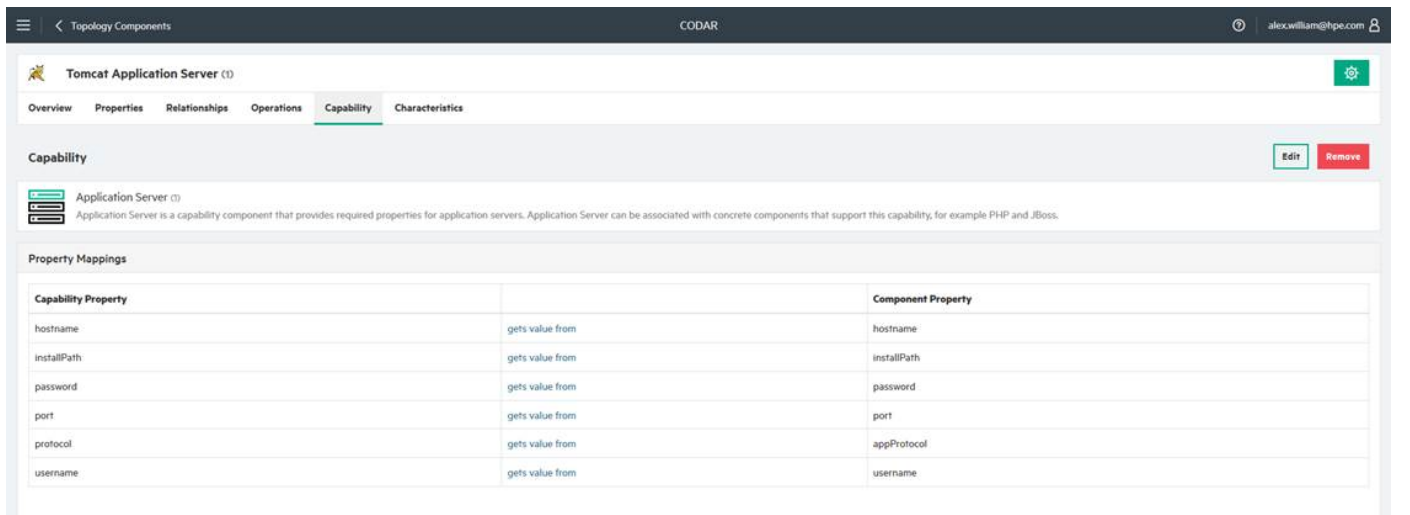 Topology Components CODAR alex.william@hpe.com
Tomcat Application Server (1)
Overview Properties Relationships Operations Capability Characteristics
Capability Edit Remove
Application Server (1)
Application Server is a capability component that provides required properties for application servers. Application Server can be associated with concrete components that support this capability, for example PHP and JBoss.
Property Mappings
Capability Property Component Property
hostname gets value from hostname
installPath gets value from installPath
password gets value from password
port gets value from port
protocol gets value from appProtocol
username gets value from username